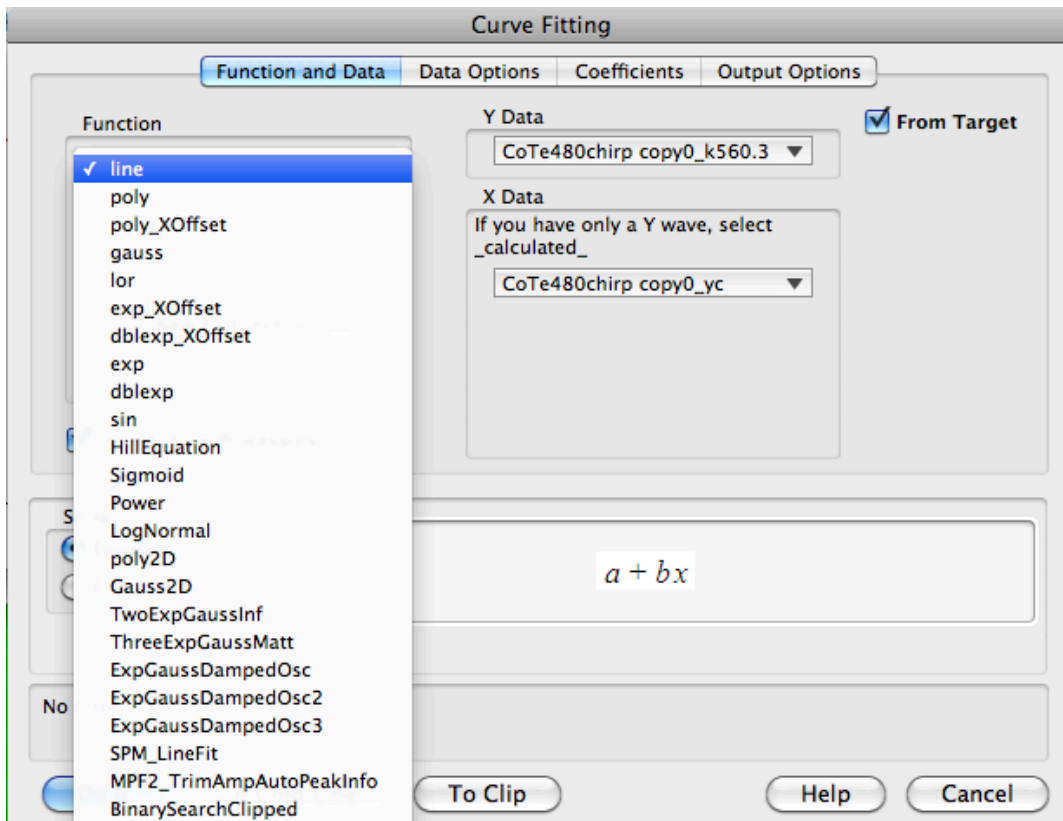 Curve Fitting
Function and Data
Data Options
Coefficients
Output Options
Function
✓ line
poly
poly_XOffset
gauss
lor
exp_XOffset
dblexp_XOffset
exp
dblexp
sin
HillEquation
Sigmoid
Power
LogNormal
poly2D
Gauss2D
TwoExpGaussInf
ThreeExpGaussMatt
ExpGaussDampedOsc
ExpGaussDampedOsc2
ExpGaussDampedOsc3
SPM_LineFit
MPF2_TrimAmpAutoPeakInfo
BinarySearchClipped
Y Data
CoTe480chirp copy0_k560.3
X Data
If you have only a Y wave, select
_calculated_
CoTe480chirp copy0_yc
From Target
a + bx
No
To Clip
Help
Cancel